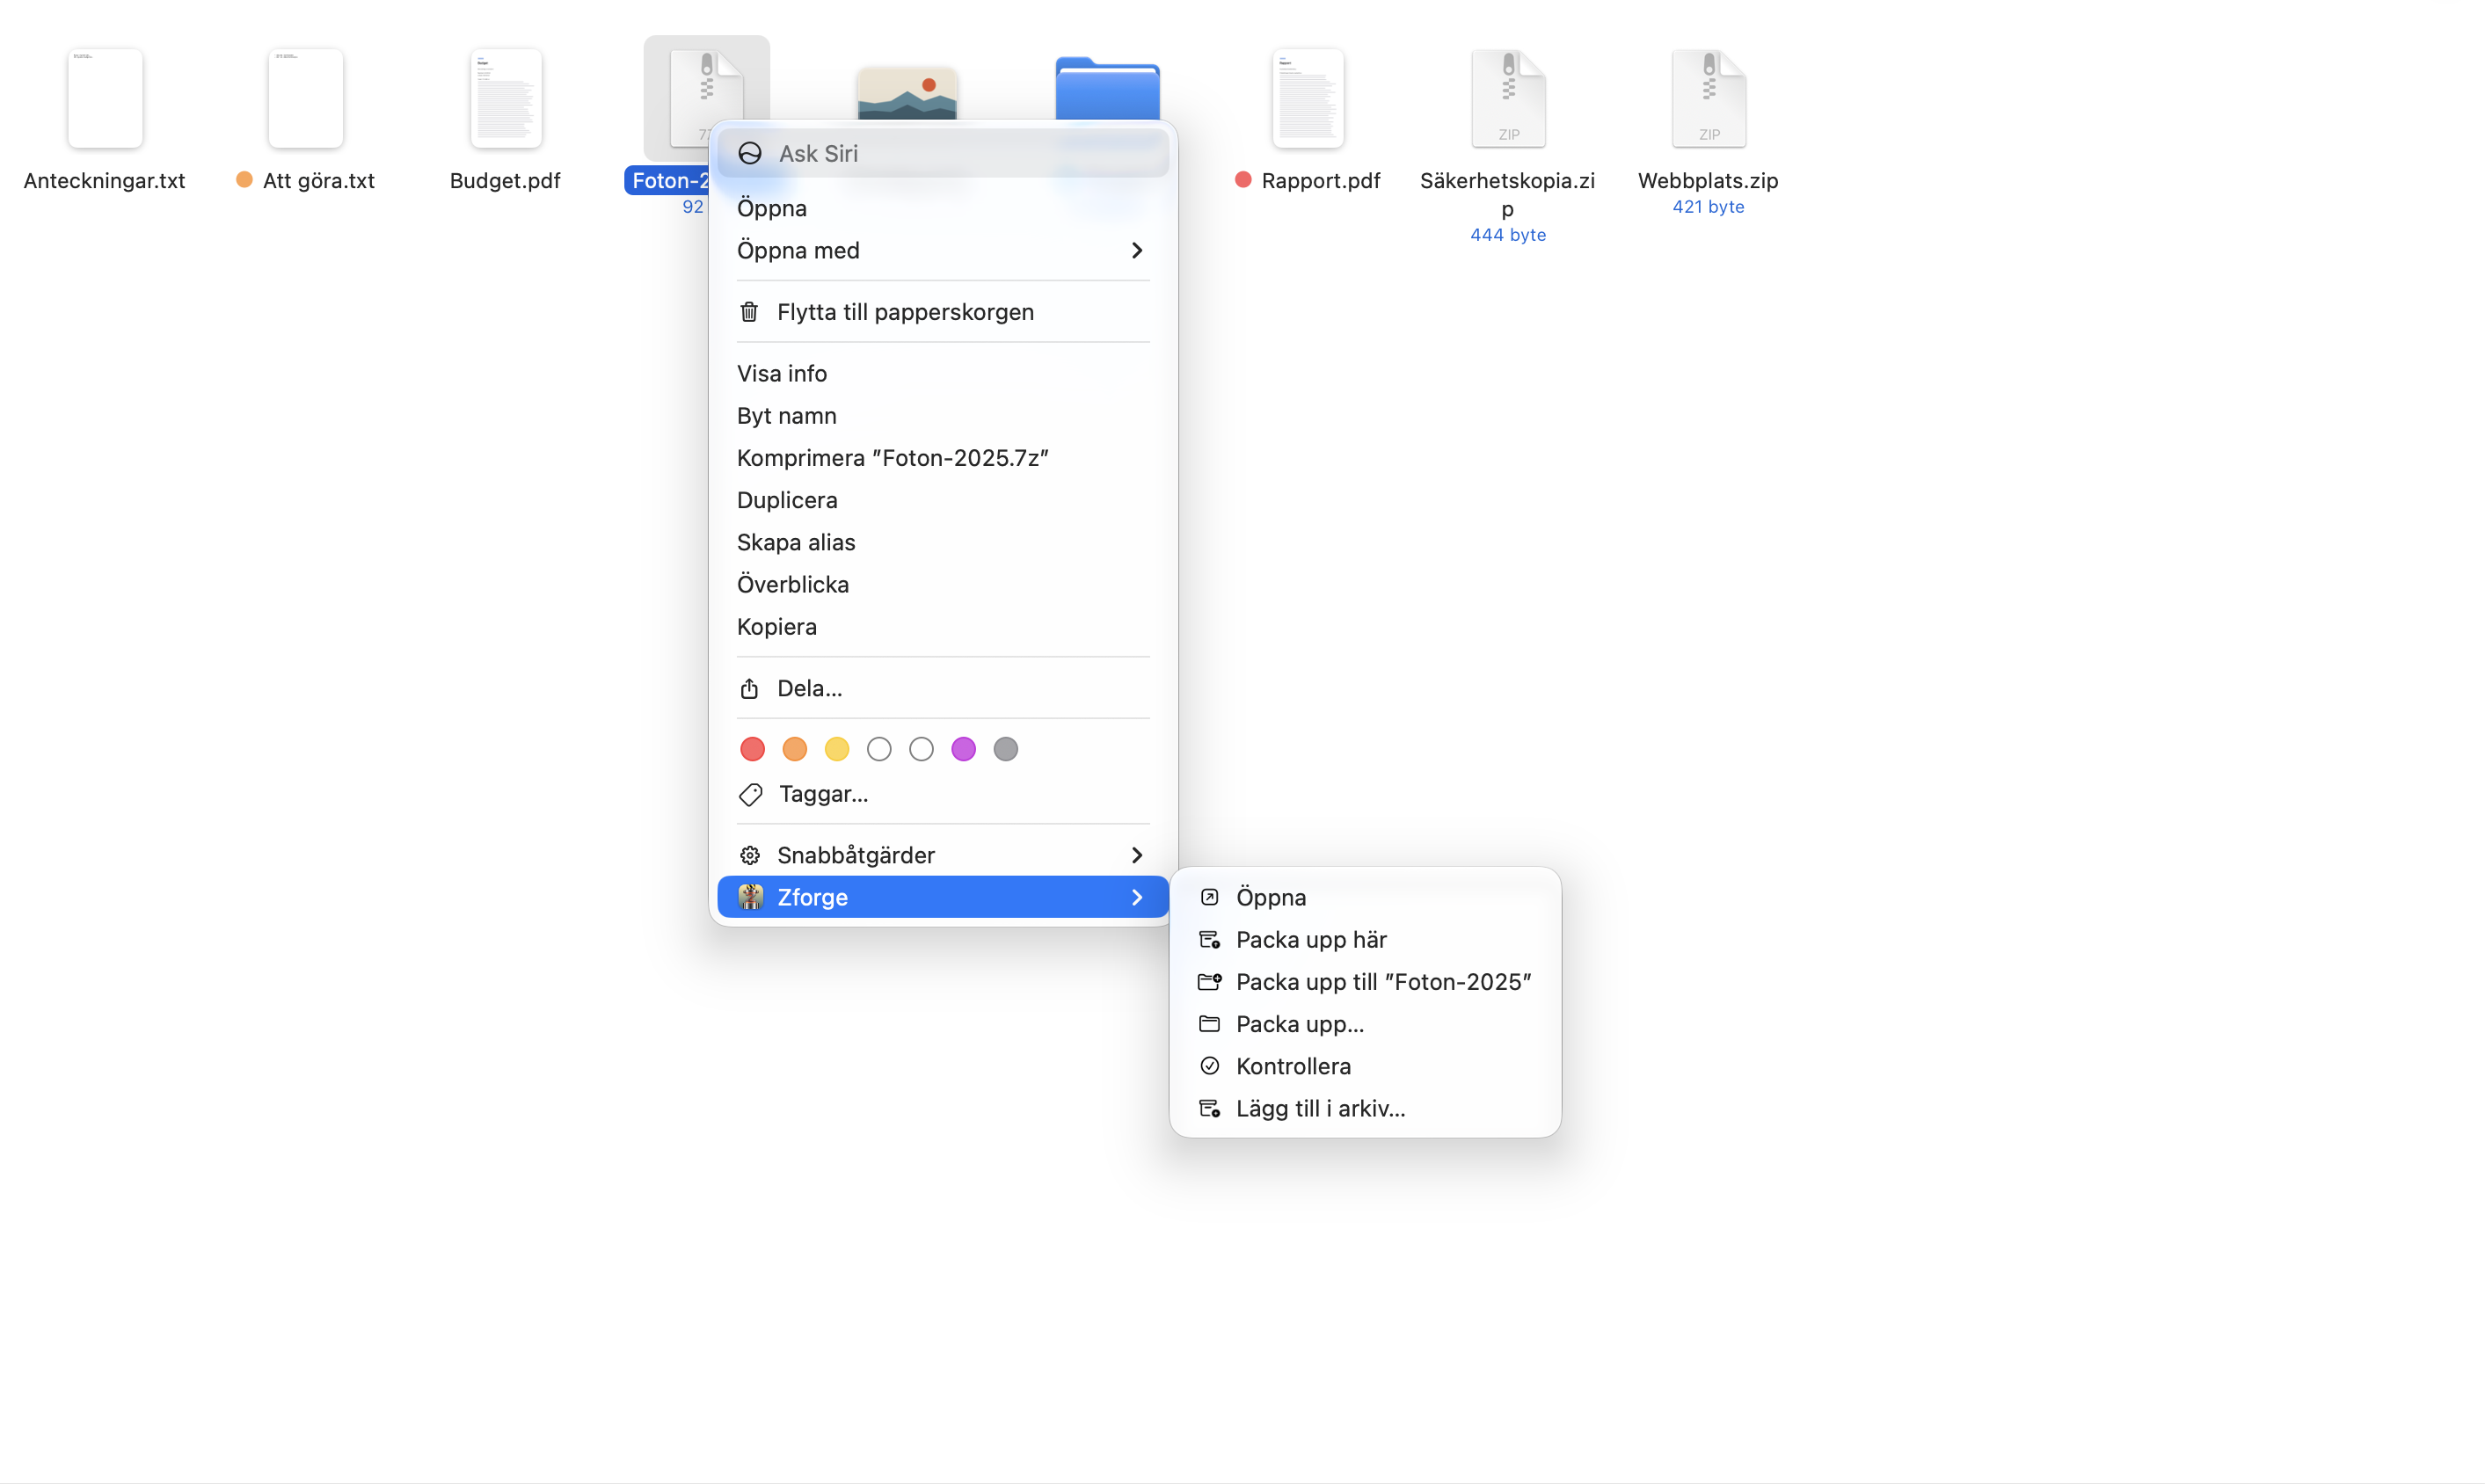 Anteckningar.txt
Att göra.txt
Budget.pdf
Rapport.pdf
Säkerhetskopia.zi
p
444 byte
Webbplats.zip
421 byte
ZIP
ZIP
92
Ask Siri
Öppna
Öppna med
Flytta till papperskorgen
Visa info
Byt namn
Komprimera ”Foton-2025.7z”
Duplicera
Skapa alias
Överblicka
Kopiera
Dela...
Taggar...
Snabbåtgärder
Zforge
Öppna
Packa upp här
Packa upp till ”Foton-2025”
Packa upp...
Kontrollera
Lägg till i arkiv...